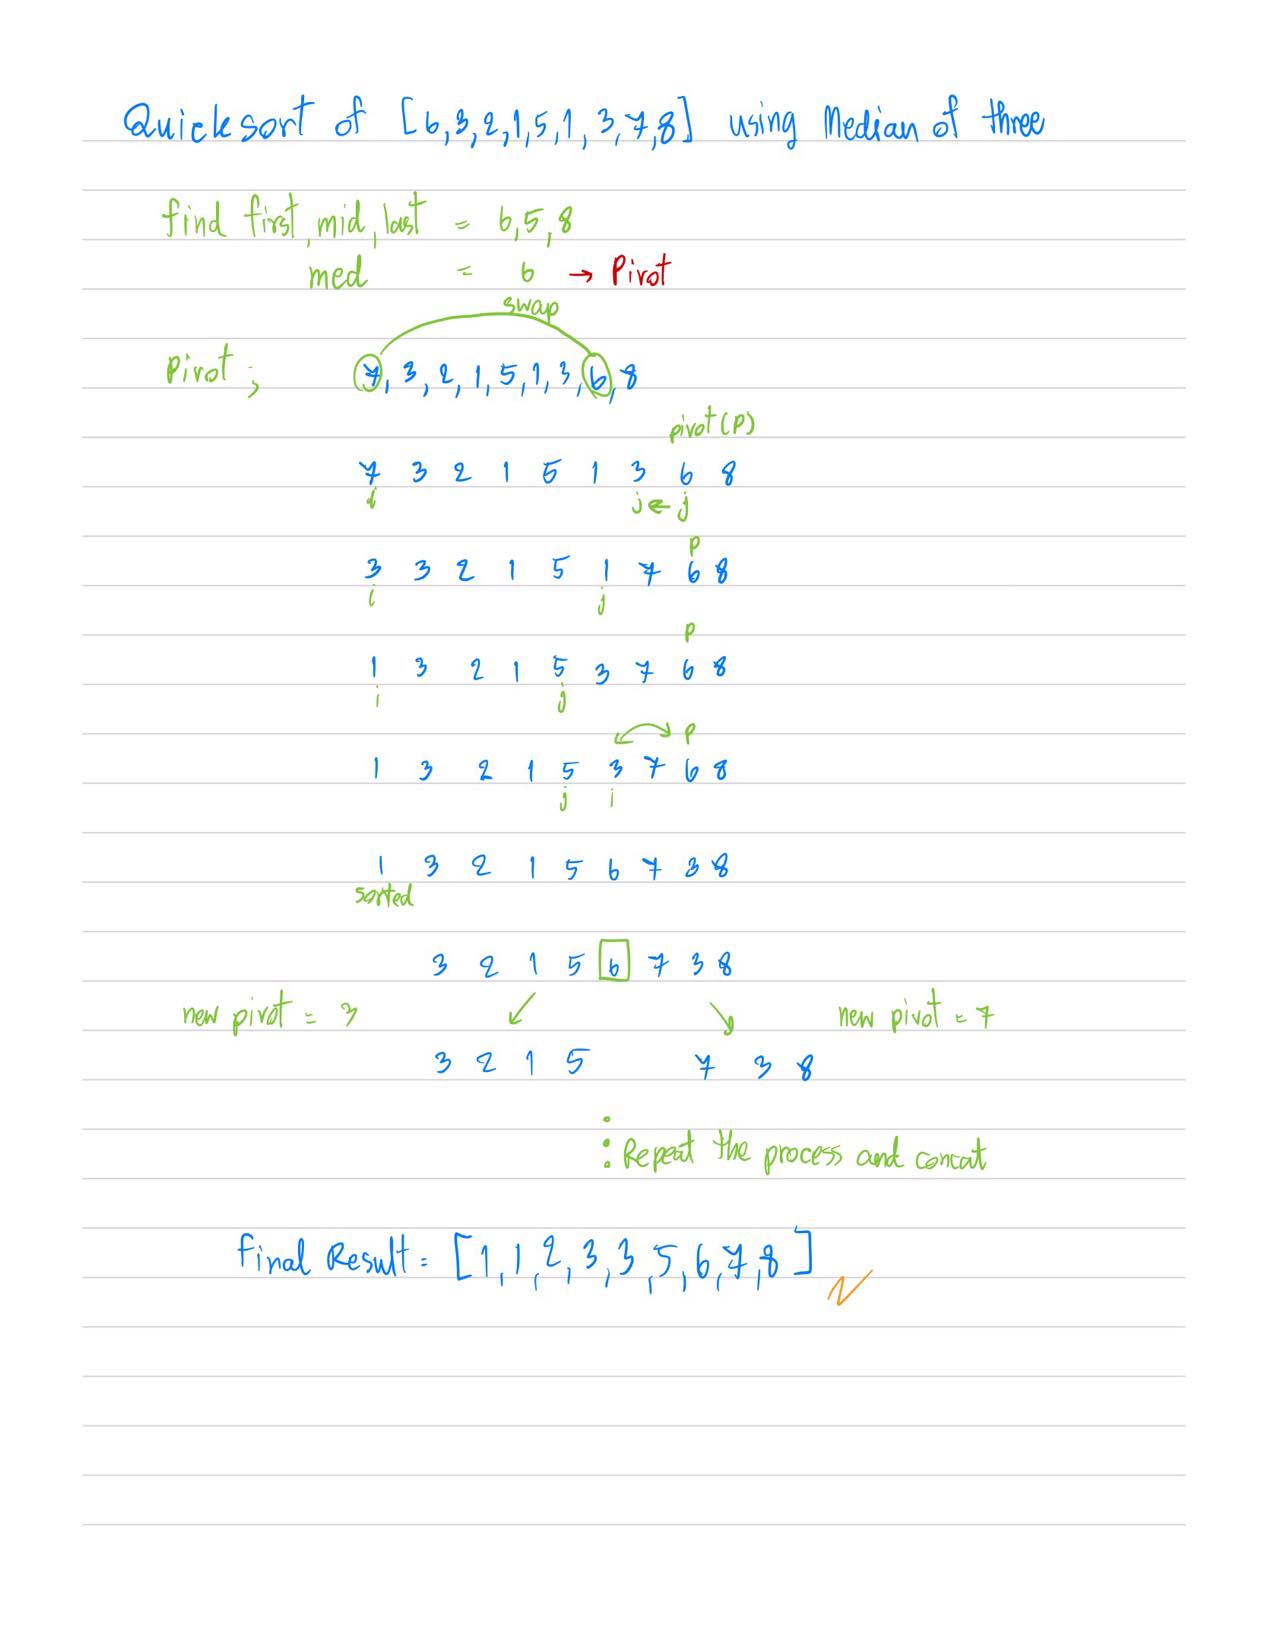 Quicksort of [6,3,2,1,5,1,3,7,8] using Median of three
find first, mid, last = 6,5,8
med = 6 → Pivot
swap
Pivot ; 7, 3, 2, 1, 5, 1, 3, 6, 8
pivot (P)
7 3 2 1 5 1 3 6 8
i j ← j
P
3 3 2 1 5 1 7 6 8
i j
P
1 3 2 1 5 3 7 6 8
i j
P
1 3 2 1 5 3 7 6 8
j i
1 3 2 1 5 6 7 3 8
sorted
3 2 1 5 6 7 3 8
new pivot = 3 new pivot = 7
3 2 1 5 7 3 8
Repeat the process and concat
Final Result = [1,1,2,3,3,5,6,7,8]